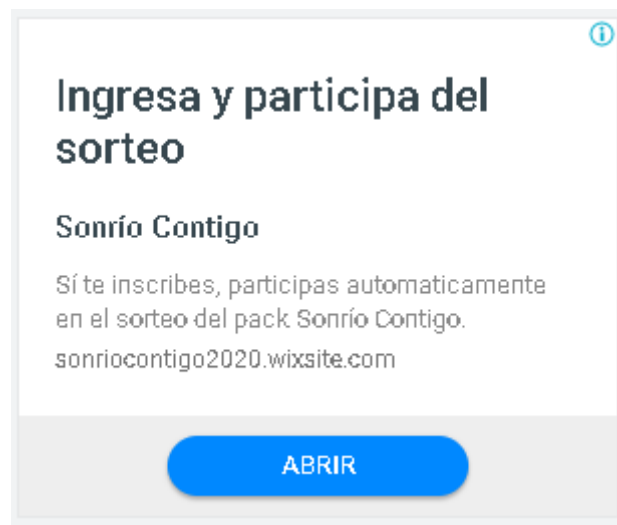 Ingresa y participa del
sorteo
Sonrío Contigo
Sí te inscribes, participas automaticamente
en el sorteo del pack Sonrío Contigo.
sonriocontigo2020.wixsite.com
ABRIR